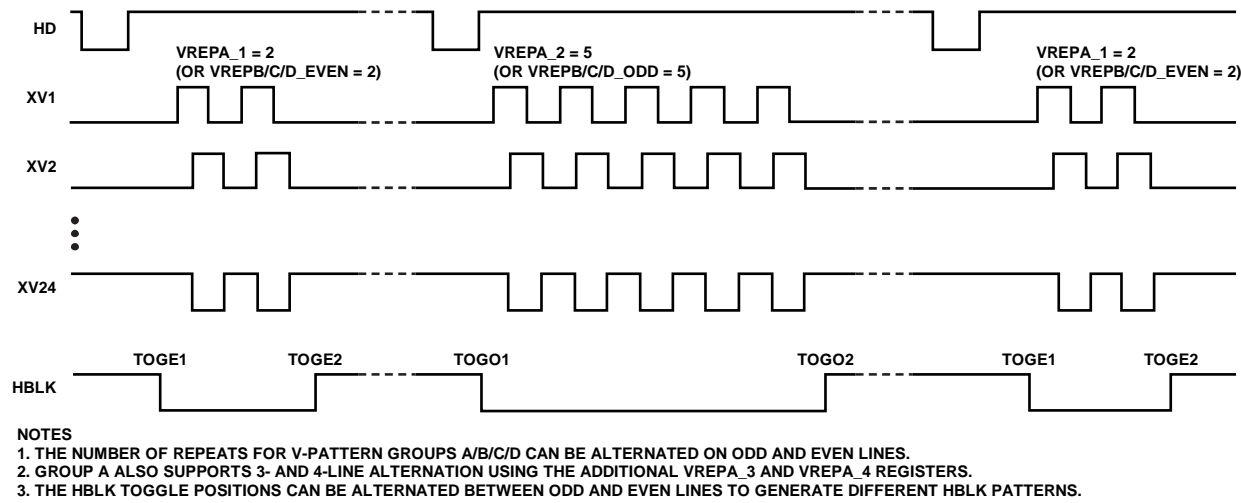 HD
VREPA_1 = 2
(OR VREPB/C/D_EVEN = 2)
VREPA_2 = 5
(OR VREPB/C/D_ODD = 5)
VREPA_1 = 2
(OR VREPB/C/D_EVEN = 2)
XV1
XV2
XV24
TOGE1 TOGE2 TOGO1 TOGO2 TOGE1 TOGE2
HBLK
NOTES
1. THE NUMBER OF REPEATS FOR V-PATTERN GROUPS A/B/C/D CAN BE ALTERNATED ON ODD AND EVEN LINES.
2. GROUP A ALSO SUPPORTS 3- AND 4-LINE ALTERNATION USING THE ADDITIONAL VREPA_3 AND VREPA_4 REGISTERS.
3. THE HBLK TOGGLE POSITIONS CAN BE ALTERNATED BETWEEN ODD AND EVEN LINES TO GENERATE DIFFERENT HBLK PATTERNS.